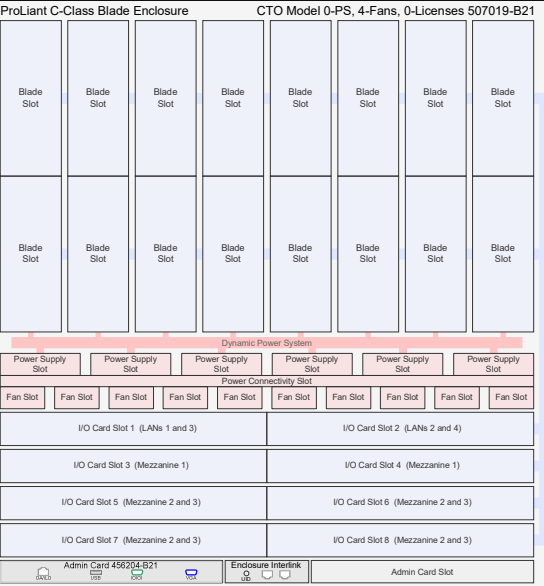 ProLiant C-Class Blade Enclosure CTO Model 0-PS, 4-Fans, 0-Licenses 507019-B21
Blade Blade Blade Blade Blade Blade Blade Blade
Slot Slot Slot Slot Slot Slot Slot Slot
Blade Blade Blade Blade Blade Blade Blade Blade
Slot Slot Slot Slot Slot Slot Slot Slot
Dynamic Power System
Power Supply Power Supply Power Supply Power Supply Power Supply Power Supply
Slot Slot Slot Slot Slot Slot
Power Connectivity Slot
Fan Slot Fan Slot Fan Slot Fan Slot Fan Slot Fan Slot Fan Slot Fan Slot Fan Slot Fan Slot
I/O Card Slot 1 (LANs 1 and 3) I/O Card Slot 2 (LANs 2 and 4)
I/O Card Slot 3 (Mezzanine 1) I/O Card Slot 4 (Mezzanine 1)
I/O Card Slot 5 (Mezzanine 2 and 3) I/O Card Slot 6 (Mezzanine 2 and 3)
I/O Card Slot 7 (Mezzanine 2 and 3) I/O Card Slot 8 (Mezzanine 2 and 3)
Admin Card 456204-B21 Enclosure Interlink Admin Card Slot
USB VGA UID